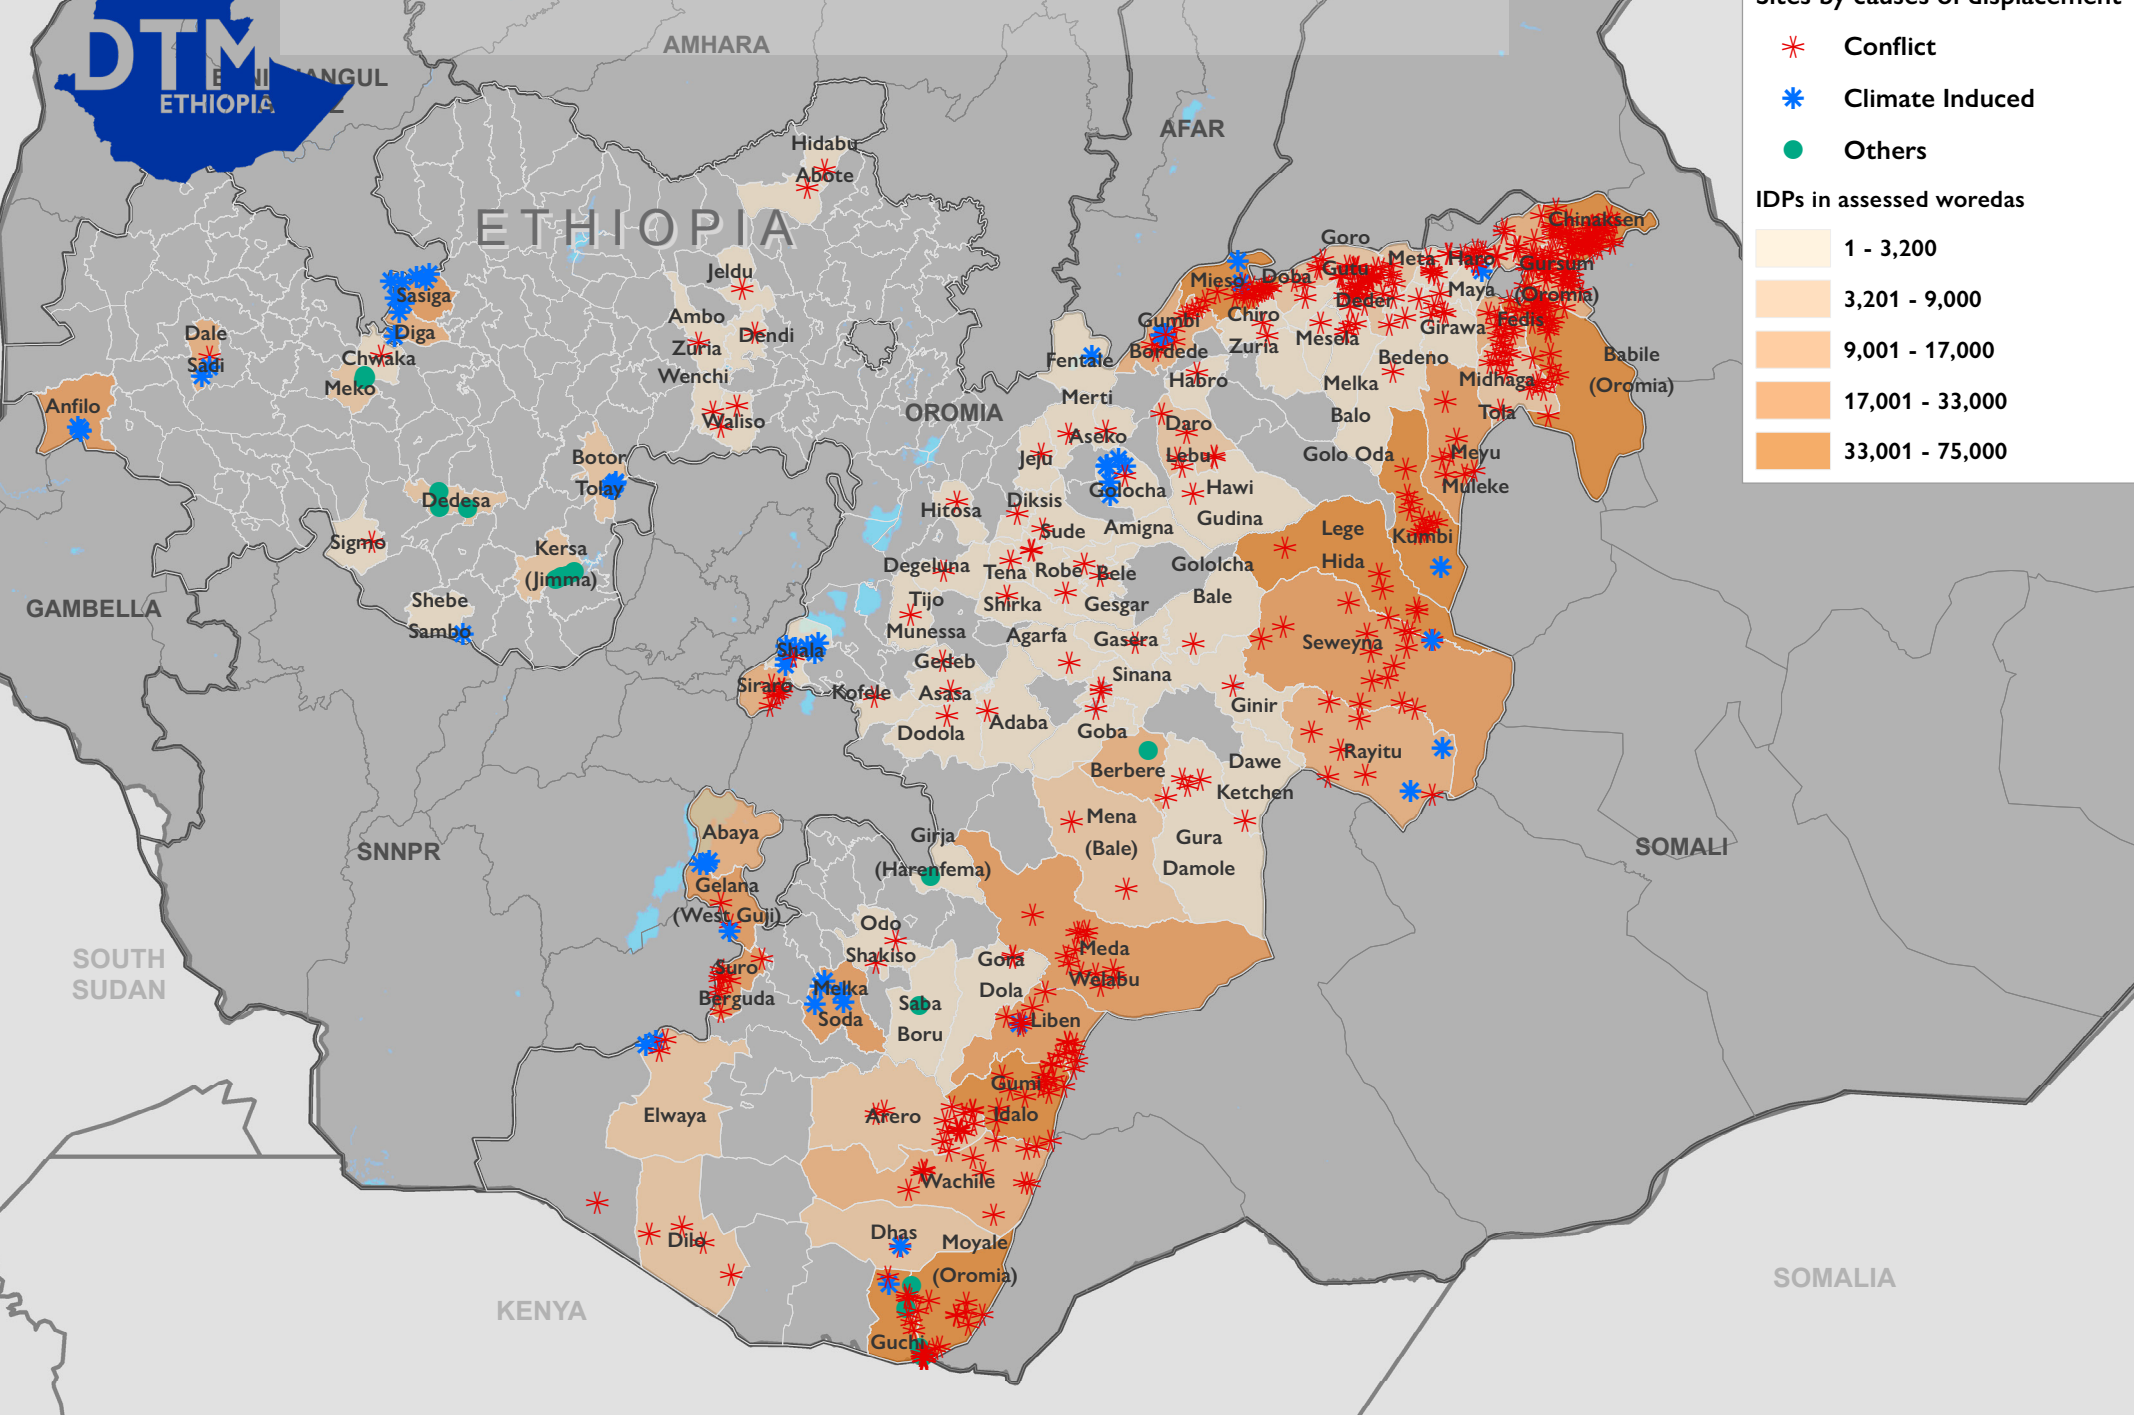 Sites by causes of displacement
Conflict
Climate Induced
Others
IDPs in assessed woredas
1 - 3,200
3,201 - 9,000
9,001 - 17,000
17,001 - 33,000
33,001 - 75,000
DTM
ETHIOPIA
AMHARA
AFAR
ETHIOPIA
OROMIA
GAMBELLA
SNNPR
SOMALI
SOUTH
SUDAN
KENYA
SOMALIA
Hidabu
Abote
Jeldu
Ambo
Zuria
Dendi
Wenchi
Waliso
Sasiga
Diga
Dale
Sadi
Chwaka
Meko
Anfilo
Botor
Tolay
Dedesa
Sigmo
Kersa
(Jimma)
Shebe
Sambo
Goro
Gutu
Meta
Haro
Maya
Chinaksen
Gursum
(Oromia)
Mieso
Doba
Deder
Chiro
Zuria
Mesela
Girawa
Fedis
Gumbi
Bordede
Fentale
Habro
Bedeno
Babile
(Oromia)
Midhaga
Tola
Melka
Balo
Merti
Aseko
Daro
Lebu
Jeju
Golo Oda
Meyu
Muleke
Golocha
Hawi
Gudina
Hitosa
Diksis
Sude
Amigna
Lege
Hida
Kumbi
Degeluna
Tijo
Tena
Robe
Bele
Gesgar
Gololcha
Bale
Shirka
Munessa
Agarfa
Gasera
Seweyna
Shala
Siraro
Gedeb
Asasa
Kofele
Sinana
Ginir
Adaba
Dodola
Goba
Rayitu
Berbere
Dawe
Ketchen
Mena
(Bale)
Gura
Damole
Abaya
Girja
(Harenfema)
Gelana
(West Guji)
Odo
Shakiso
Suro
Berguda
Melka
Soda
Saba
Boru
Gora
Dola
Meda
Welabu
Liben
Gumi
Idalo
Elwaya
Arero
Wachile
Dilo
Dhas
Moyale
(Oromia)
Guchi